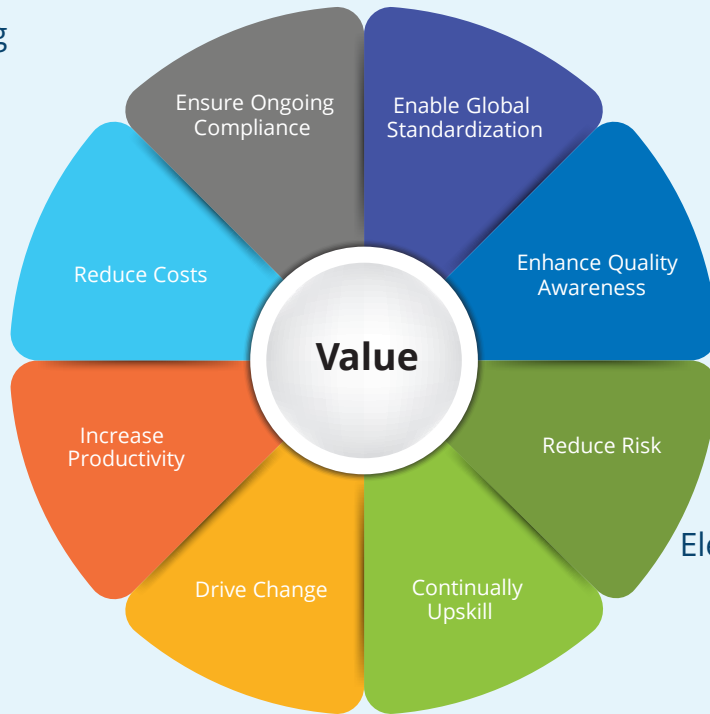 Ensure Ongoing
Compliance
Enable Global
Standardization
Enhance Quality
Awareness
Reduce Risk
Continually
Upskill
Drive Change
Increase
Productivity
Reduce Costs
Value